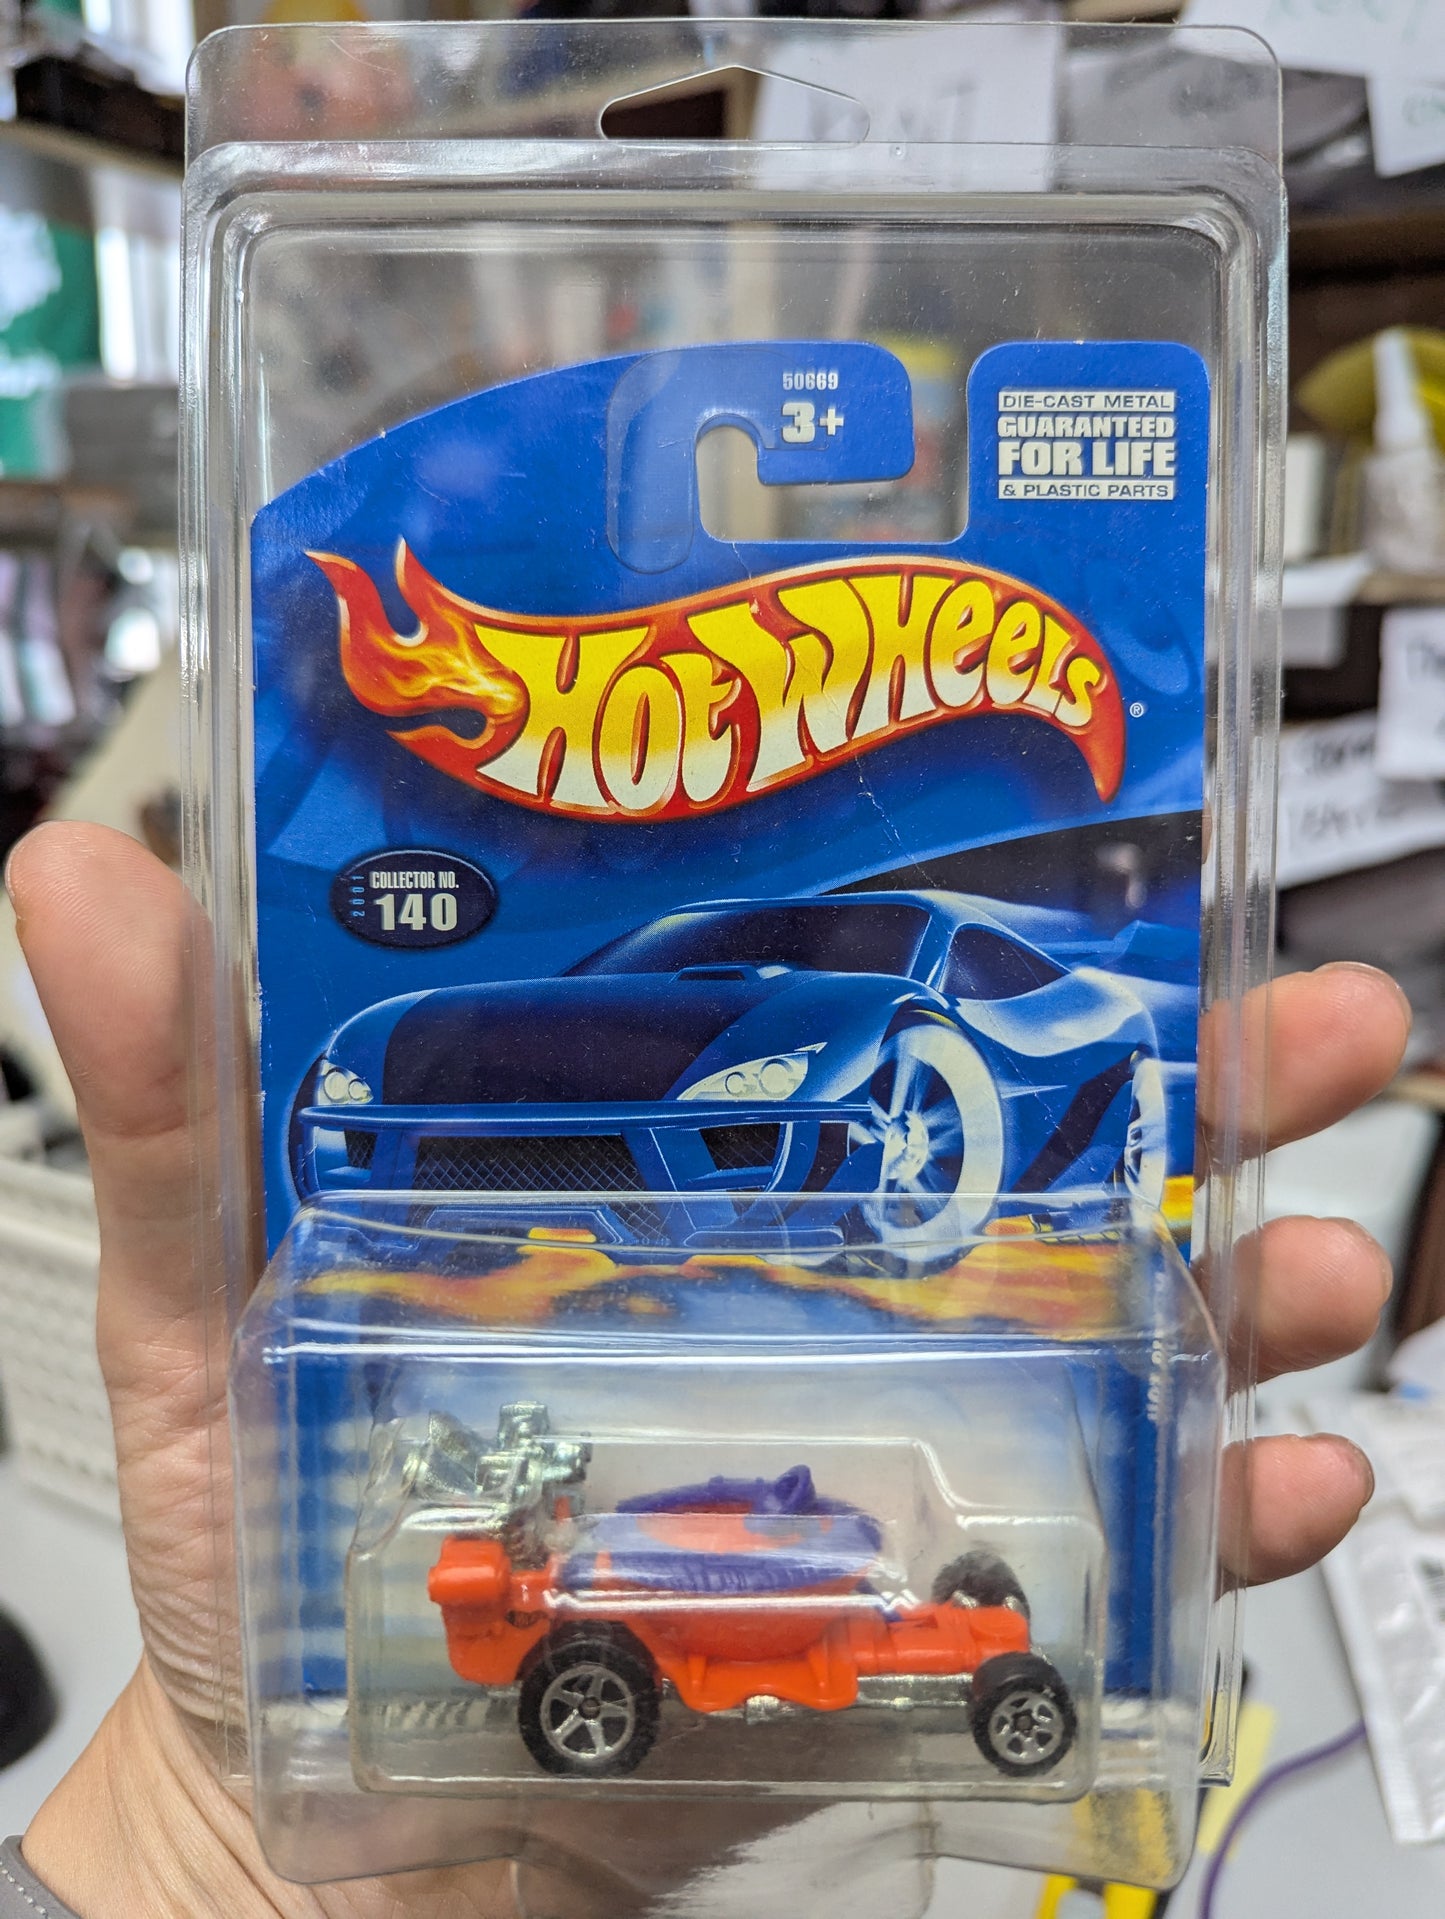 50669
3+
DIE-CAST METAL
GUARANTEED
FOR LIFE
& PLASTIC PARTS
HOT WHEELS ®
2001
COLLECTOR NO.
140